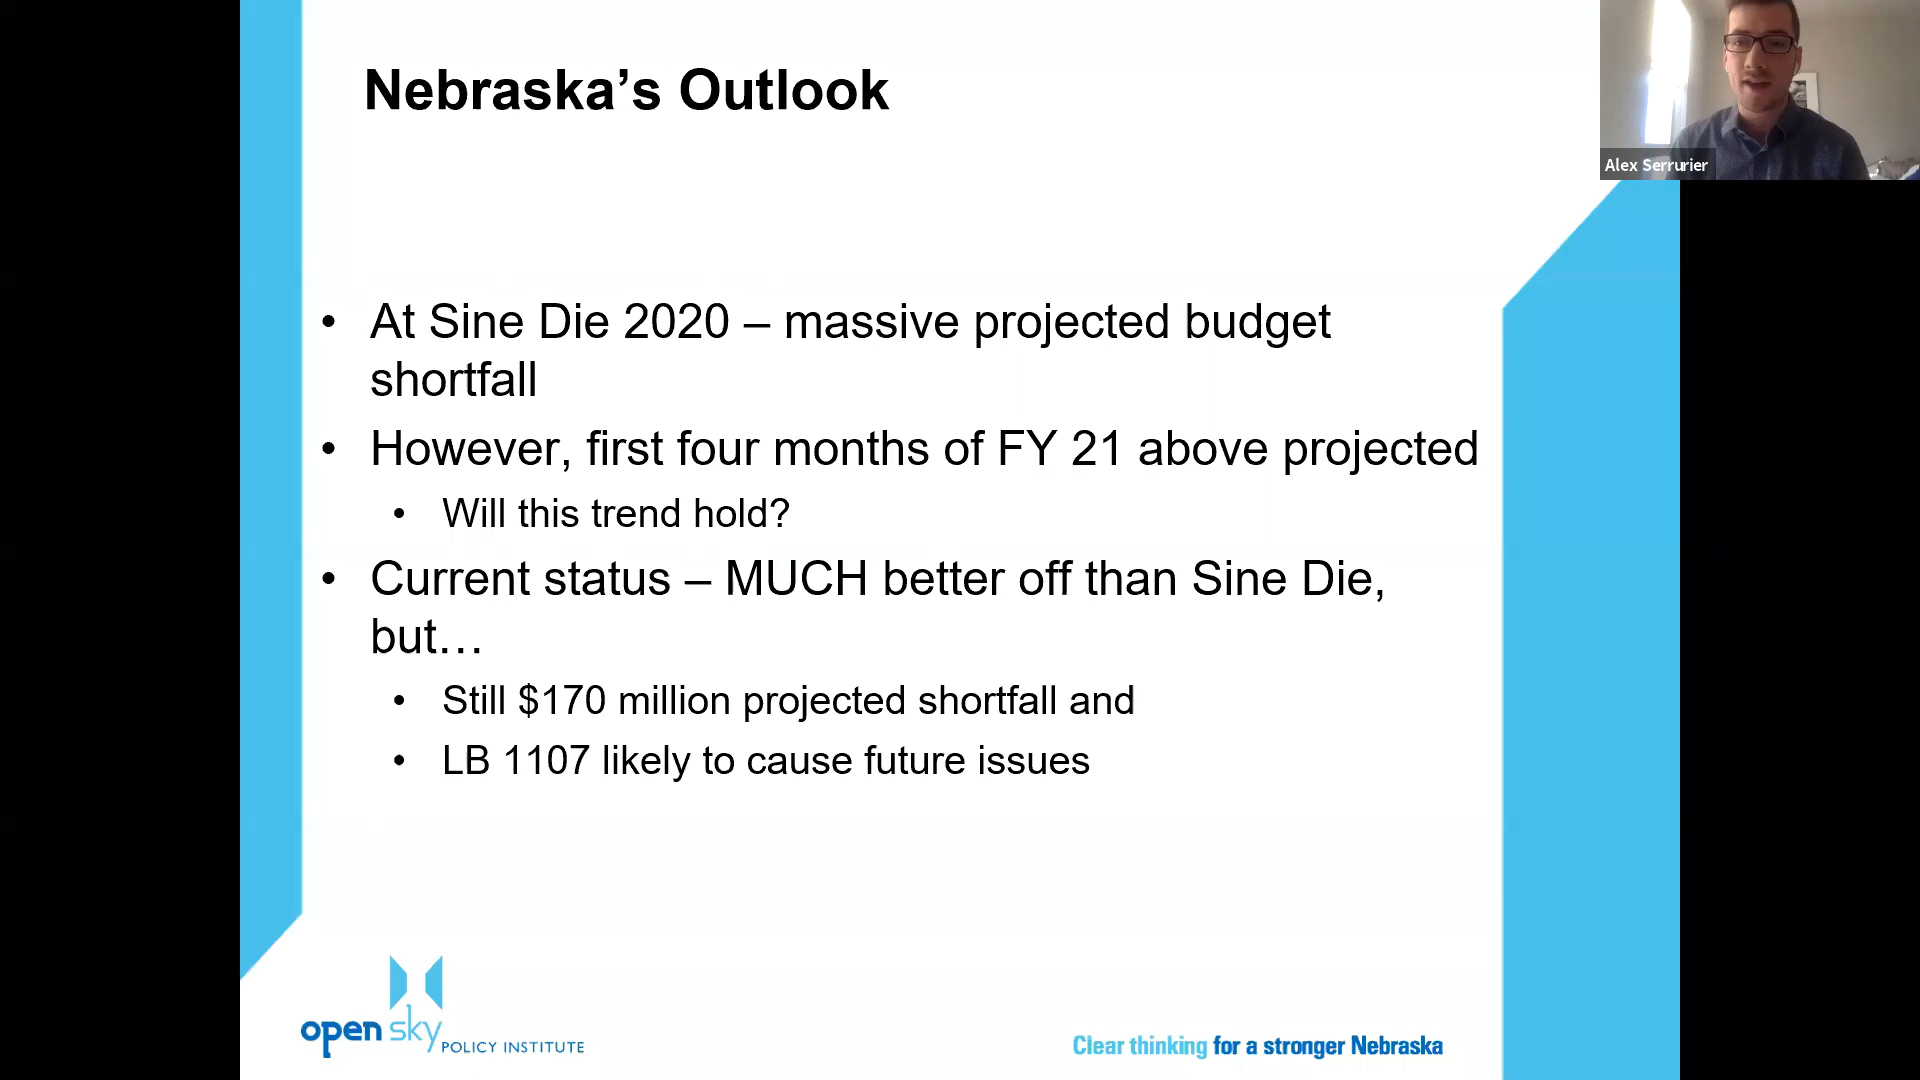 Nebraska’s Outlook
Alex Serrurier
• At Sine Die 2020 – massive projected budget
shortfall
• However, first four months of FY 21 above projected
• Will this trend hold?
• Current status – MUCH better off than Sine Die,
but…
• Still $170 million projected shortfall and
• LB 1107 likely to cause future issues
open sky
POLICY INSTITUTE
Clear thinking for a stronger Nebraska